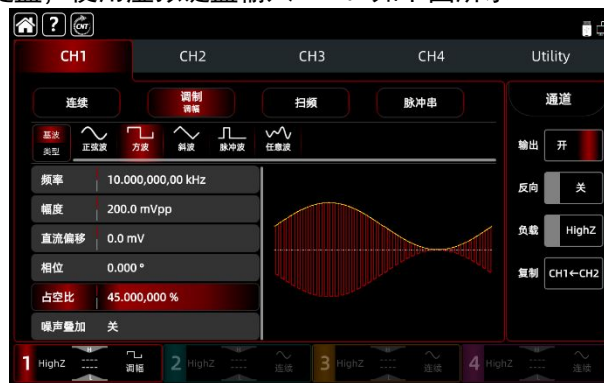 ? CNT
CH1 CH2 CH3 CH4 Utility
连续 调制 扫频 脉冲串 通道
调幅
基波 类型 正弦波 方波 斜波 脉冲波 任意波
输出 开
频率 10.000,000,00 kHz
反向 关
幅度 200.0 mVpp
直流偏移 0.0 mV
负载 HighZ
相位 0.000 °
复制 CH1←CH2
占空比 45.000,000 %
噪声叠加 关
1 HighZ 调幅 2 HighZ 连续 3 HighZ 连续 4 HighZ 连续